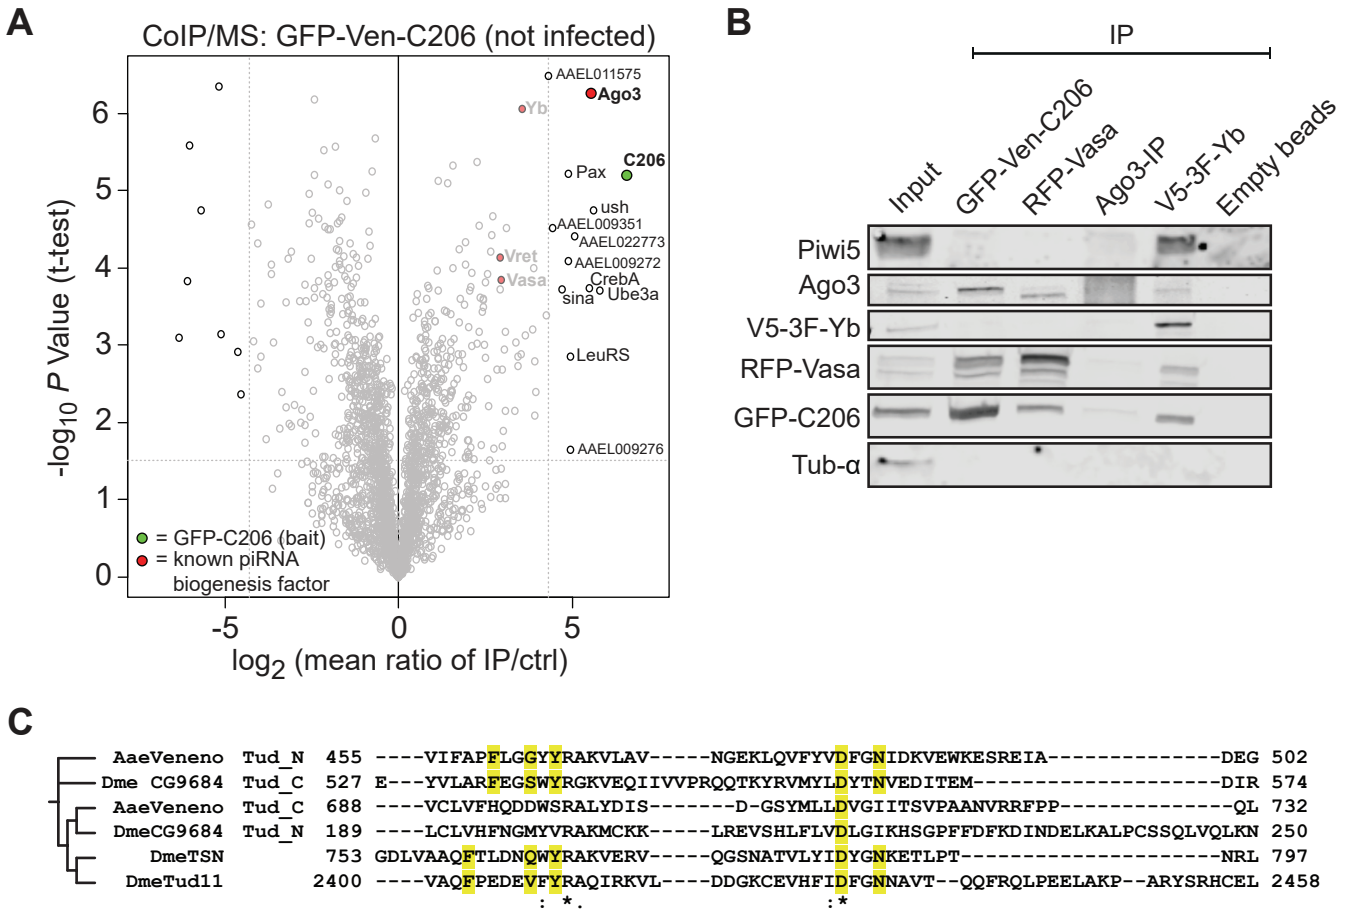 A
CoIP/MS: GFP-Ven-C206 (not infected)
-log10 P Value (t-test)
6
5
4
3
2
1
0
-5
0
5
log2 (mean ratio of IP/ctrl)
AAEL011575
Ago3
Yb
C206
Pax
ush
AAEL009351
AAEL022773
Vret
AAEL009272
Vasa
CrebA
sina
Ube3a
LeuRS
AAEL009276
= GFP-C206 (bait)
= known piRNA
biogenesis factor
B
IP
Input
GFP-Ven-C206
RFP-Vasa
Ago3-IP
V5-3F-Yb
Empty beads
Piwi5
Ago3
V5-3F-Yb
RFP-Vasa
GFP-C206
Tub-α
C
AaeVeneno Tud_N 455 ----VIFAPFLGGYYRAKVLAV-----NGEKLQVFYVDFGNIDKVEWKESREIA--------------DEG 502
Dme CG9684 Tud_C 527 E---YVLARFEGSWYRGKVEQIIVVPRQQTKYRVMYLDYTNVEDITEM--------------------DIR 574
AaeVeneno Tud_C 688 ----VCLVFHQDDWSRALYDIS-------D-GSYMLLDVGIITSVPAANVRRFPP-------------QL 732
DmeCG9684 Tud_N 189 ----LCLVHFNGMYVRAKMCKK-----LREVSHLFLVDLGIKHSGPFFDFKDINDELKALPCSSQLVQLKN 250
DmeTSN 753 GDLVAAQFTLDNQWYRAKVERV-----QGSNATVLYIDYGNKETLPT---------------------NRL 797
DmeTud11 2400 ----VAQFPEDEVFYRAQIRKVL----DDGKCEVHFIDFGNNAVT--QQFRQLPEELAKP--ARYSRHCEL 2458
: *. :*